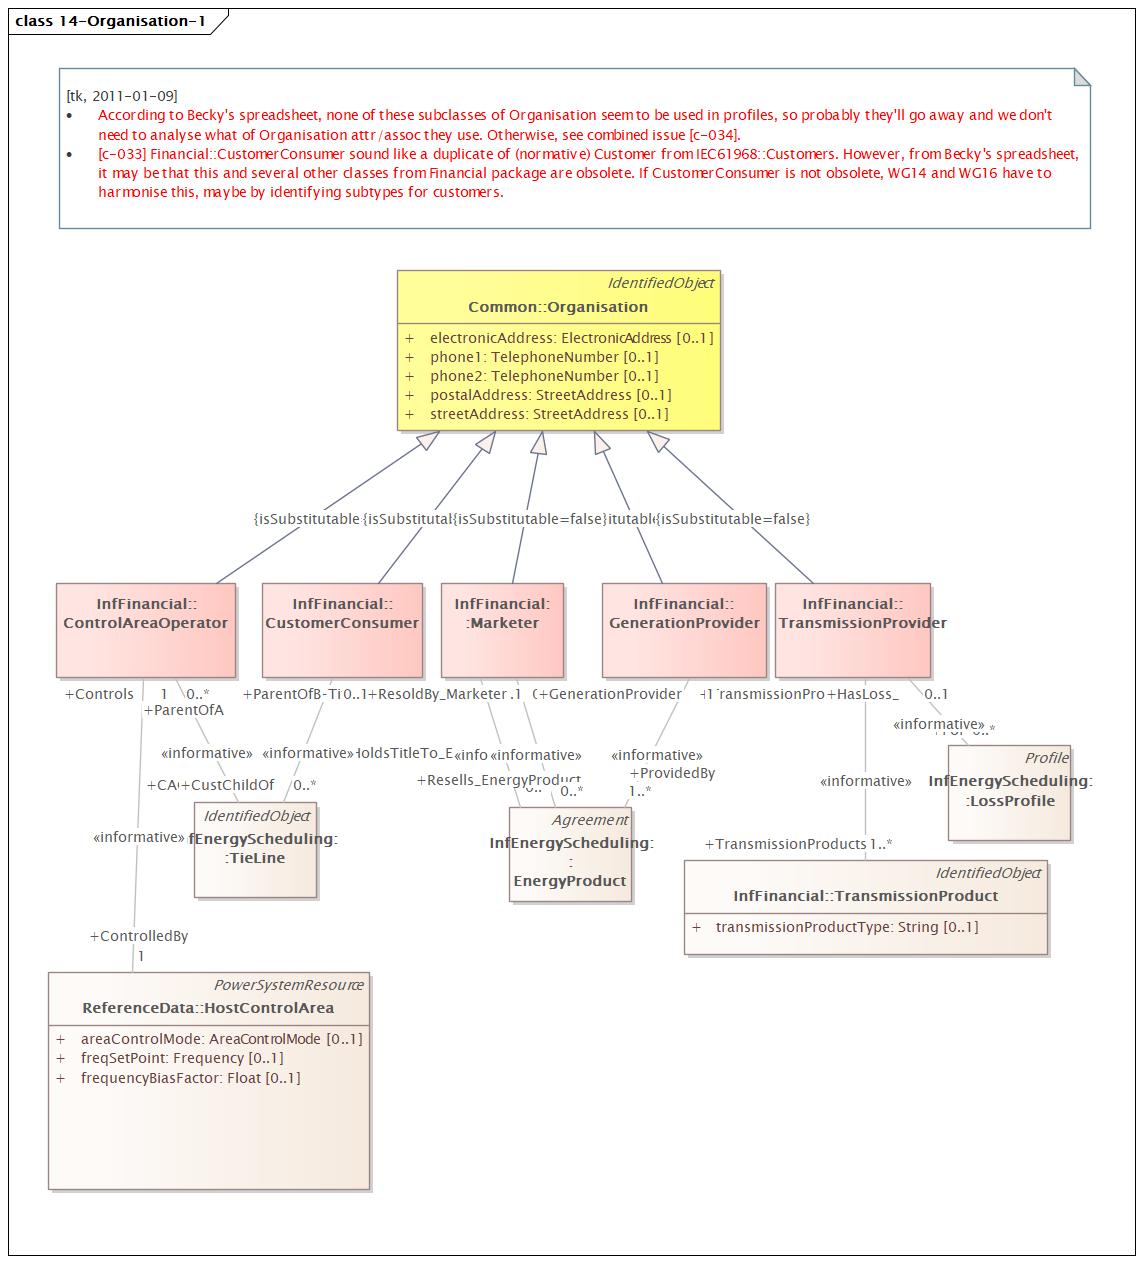 class 14-Organisation-1
[tk, 2011-01-09]
• According to Becky's spreadsheet, none of these subclasses of Organisation seem to be used in profiles, so probably they'll go away and we don't
need to analyse what of Organisation attr/assoc they use. Otherwise, see combined issue [c-034].
• [c-033] Financial::CustomerConsumer sound like a duplicate of (normative) Customer from IEC61968::Customers. However, from Becky's spreadsheet,
it may be that this and several other classes from Financial package are obsolete. If CustomerConsumer is not obsolete, WG14 and WG16 have to
harmonise this, maybe by identifying subtypes for customers.
IdentifiedObject
Common::Organisation
+ electronicAddress: ElectronicAddress [0..1]
+ phone1: TelephoneNumber [0..1]
+ phone2: TelephoneNumber [0..1]
+ postalAddress: StreetAddress [0..1]
+ streetAddress: StreetAddress [0..1]
{isSubstitutable {isSubstitutal {isSubstitutable=false} itutable {isSubstitutable=false}
InfFinancial::
ControlAreaOperator
InfFinancial::
CustomerConsumer
InfFinancial:
:Marketer
InfFinancial::
GenerationProvider
InfFinancial::
TransmissionProvider
+Controls 1 0..* +ParentOfB-Ti 0..1 +ResoldBy_Marketer .1 +GenerationProvider TransmissionPro +HasLoss_ 0..1
+ParentOfA
«informative» 0..*
«informative» «informative» HoldsTitleTo_E «info «informative» «informative»
+Resells_EnergyProduct +ProvidedBy
«informative»
+CA +CustChildOf 0..* 0..* 1..*
Profile
InfEnergyScheduling:
:LossProfile
IdentifiedObject
fEnergyScheduling:
:TieLine
Agreement
InfEnergyScheduling:
:
EnergyProduct
«informative»
+TransmissionProducts 1..*
IdentifiedObject
InfFinancial::TransmissionProduct
+ transmissionProductType: String [0..1]
+ControlledBy
1
PowerSystemResource
ReferenceData::HostControlArea
+ areaControlMode: AreaControlMode [0..1]
+ freqSetPoint: Frequency [0..1]
+ frequencyBiasFactor: Float [0..1]